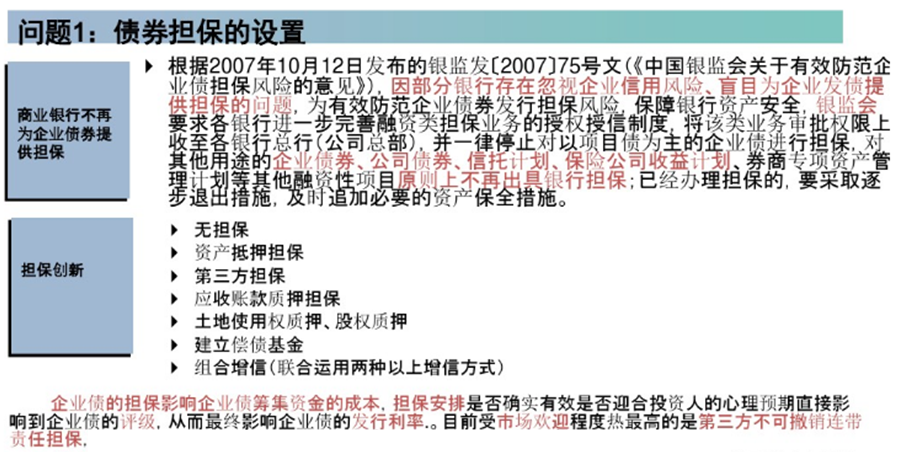 问题1：债券担保的设置
商业银行不再
为企业债券提
供担保
根据2007年10月12日发布的银监发〔2007〕75号文（《中国银监会关于有效防范企
业债担保风险的意见》），因部分银行存在忽视企业信用风险、盲目为企业发债提
供担保的问题，为有效防范企业债券发行担保风险，保障银行资产安全，银监会
要求各银行进一步完善融资类担保业务的授权授信制度，将该类业务审批权限上
收至各银行总行（公司总部），并一律停止对以项目债为主的企业债进行担保，对
其他用途的企业债券、公司债券、信托计划、保险公司收益计划、券商专项资产管
理计划等其他融资性项目原则上不再出具银行担保；已经办理担保的，要采取逐
步退出措施，及时追加必要的资产保全措施。
担保创新
无担保
资产抵押担保
第三方担保
应收账款质押担保
土地使用权质押、股权质押
建立偿债基金
组合增信（联合运用两种以上增信方式）
企业债的担保影响企业债筹集资金的成本，担保安排是否确实有效是否迎合投资人的心理预期直接影
响到企业债的评级，从而最终影响企业债的发行利率.。目前受市场欢迎程度热最高的是第三方不可撤销连带
责任担保，